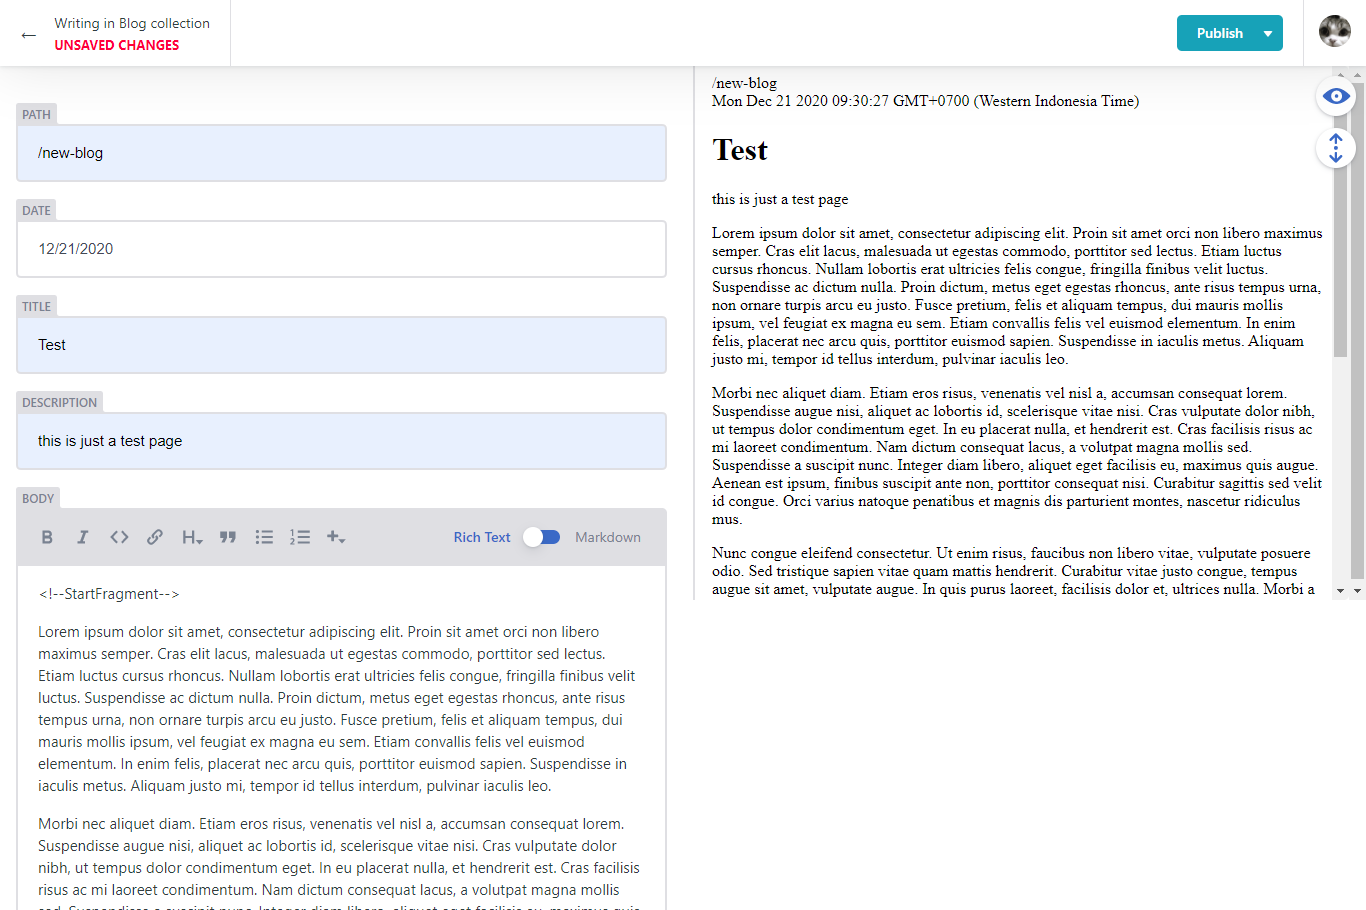 Writing in Blog collection
UNSAVED CHANGES
Publish
PATH
/new-blog
DATE
12/21/2020
TITLE
Test
DESCRIPTION
this is just a test page
BODY
Rich Text
Markdown
<!--StartFragment-->
Lorem ipsum dolor sit amet, consectetur adipiscing elit. Proin sit amet orci non libero
maximus semper. Cras elit lacus, malesuada ut egestas commodo, porttitor sed lectus.
Etiam luctus cursus rhoncus. Nullam lobortis erat ultricies felis congue, fringilla finibus velit
luctus. Suspendisse ac dictum nulla. Proin dictum, metus eget egestas rhoncus, ante risus
tempus urna, non ornare turpis arcu eu justo. Fusce pretium, felis et aliquam tempus, dui
mauris mollis ipsum, vel feugiat ex magna eu sem. Etiam convallis felis vel euismod
elementum. In enim felis, placerat nec arcu quis, porttitor euismod sapien. Suspendisse in
iaculis metus. Aliquam justo mi, tempor id tellus interdum, pulvinar iaculis leo.
Morbi nec aliquet diam. Etiam eros risus, venenatis vel nisl a, accumsan consequat lorem.
Suspendisse augue nisi, aliquet ac lobortis id, scelerisque vitae nisi. Cras vulputate dolor
nibh, ut tempus dolor condimentum eget. In eu placerat nulla, et hendrerit est. Cras facilisis
risus ac mi laoreet condimentum. Nam dictum consequat lacus, a volutpat magna mollis
sed. Suspendisse a suscipit nunc. Integer diam libero, aliquet eget facilisis eu, maximus quis
/new-blog
Mon Dec 21 2020 09:30:27 GMT+0700 (Western Indonesia Time)
Test
this is just a test page
Lorem ipsum dolor sit amet, consectetur adipiscing elit. Proin sit amet orci non libero maximus
semper. Cras elit lacus, malesuada ut egestas commodo, porttitor sed lectus. Etiam luctus
cursus rhoncus. Nullam lobortis erat ultricies felis congue, fringilla finibus velit luctus.
Suspendisse ac dictum nulla. Proin dictum, metus eget egestas rhoncus, ante risus tempus urna,
non ornare turpis arcu eu justo. Fusce pretium, felis et aliquam tempus, dui mauris mollis
ipsum, vel feugiat ex magna eu sem. Etiam convallis felis vel euismod elementum. In enim
felis, placerat nec arcu quis, porttitor euismod sapien. Suspendisse in iaculis metus. Aliquam
justo mi, tempor id tellus interdum, pulvinar iaculis leo.
Morbi nec aliquet diam. Etiam eros risus, venenatis vel nisl a, accumsan consequat lorem.
Suspendisse augue nisi, aliquet ac lobortis id, scelerisque vitae nisi. Cras vulputate dolor nibh,
ut tempus dolor condimentum eget. In eu placerat nulla, et hendrerit est. Cras facilisis risus ac
mi laoreet condimentum. Nam dictum consequat lacus, a volutpat magna mollis sed.
Suspendisse a suscipit nunc. Integer diam libero, aliquet eget facilisis eu, maximus quis augue.
Aenean est ipsum, finibus suscipit ante non, porttitor consequat nisi. Curabitur sagittis sed velit
id congue. Orci varius natoque penatibus et magnis dis parturient montes, nascetur ridiculus
mus.
Nunc congue eleifend consectetur. Ut enim risus, faucibus non libero vitae, vulputate posuere
odio. Sed tristique sapien vitae quam mattis hendrerit. Curabitur vitae justo congue, tempus
augue sit amet, vulputate augue. In quis purus laoreet, facilisis dolor et, ultrices nulla. Morbi a